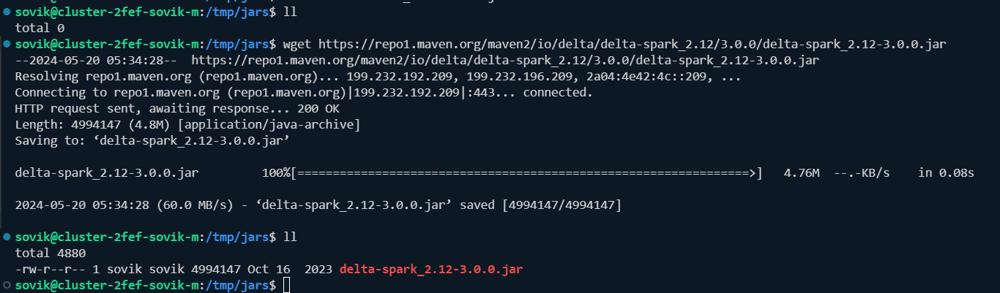 sovik@cluster-2fef-sovik-m:/tmp/jars$ ll
total 0
sovik@cluster-2fef-sovik-m:/tmp/jars$ wget https://repo1.maven.org/maven2/io/delta/delta-spark_2.12/3.0.0/delta-spark_2.12-3.0.0.jar
--2024-05-20 05:34:28--  https://repo1.maven.org/maven2/io/delta/delta-spark_2.12/3.0.0/delta-spark_2.12-3.0.0.jar
Resolving repo1.maven.org (repo1.maven.org)... 199.232.192.209, 199.232.196.209, 2a04:4e42:4c::209, ...
Connecting to repo1.maven.org (repo1.maven.org)|199.232.192.209|:443... connected.
HTTP request sent, awaiting response... 200 OK
Length: 4994147 (4.8M) [application/java-archive]
Saving to: ‘delta-spark_2.12-3.0.0.jar’
delta-spark_2.12-3.0.0.jar         100%[================================================================>]   4.76M  --.-KB/s    in 0.08s
2024-05-20 05:34:28 (60.0 MB/s) - ‘delta-spark_2.12-3.0.0.jar’ saved [4994147/4994147]
sovik@cluster-2fef-sovik-m:/tmp/jars$ ll
total 4880
-rw-r--r-- 1 sovik sovik 4994147 Oct 16  2023 delta-spark_2.12-3.0.0.jar
sovik@cluster-2fef-sovik-m:/tmp/jars$